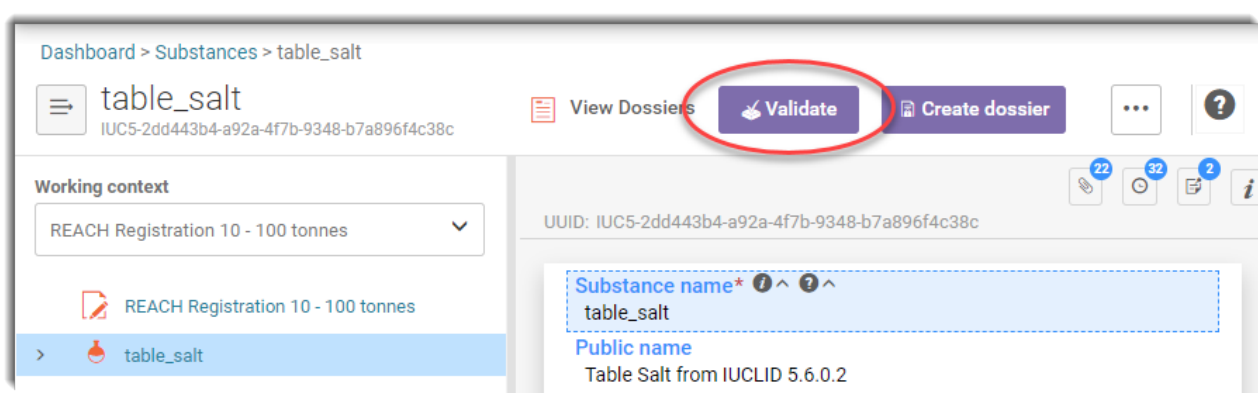 Dashboard > Substances > table_salt
table_salt
IUC5-2dd443b4-a92a-4f7b-9348-b7a896f4c38c
View Dossiers
Validate
Create dossier
Working context
REACH Registration 10 - 100 tonnes
REACH Registration 10 - 100 tonnes
table_salt
22
32
2
UUID: IUC5-2dd443b4-a92a-4f7b-9348-b7a896f4c38c
Substance name*
table_salt
Public name
Table Salt from IUCLID 5.6.0.2